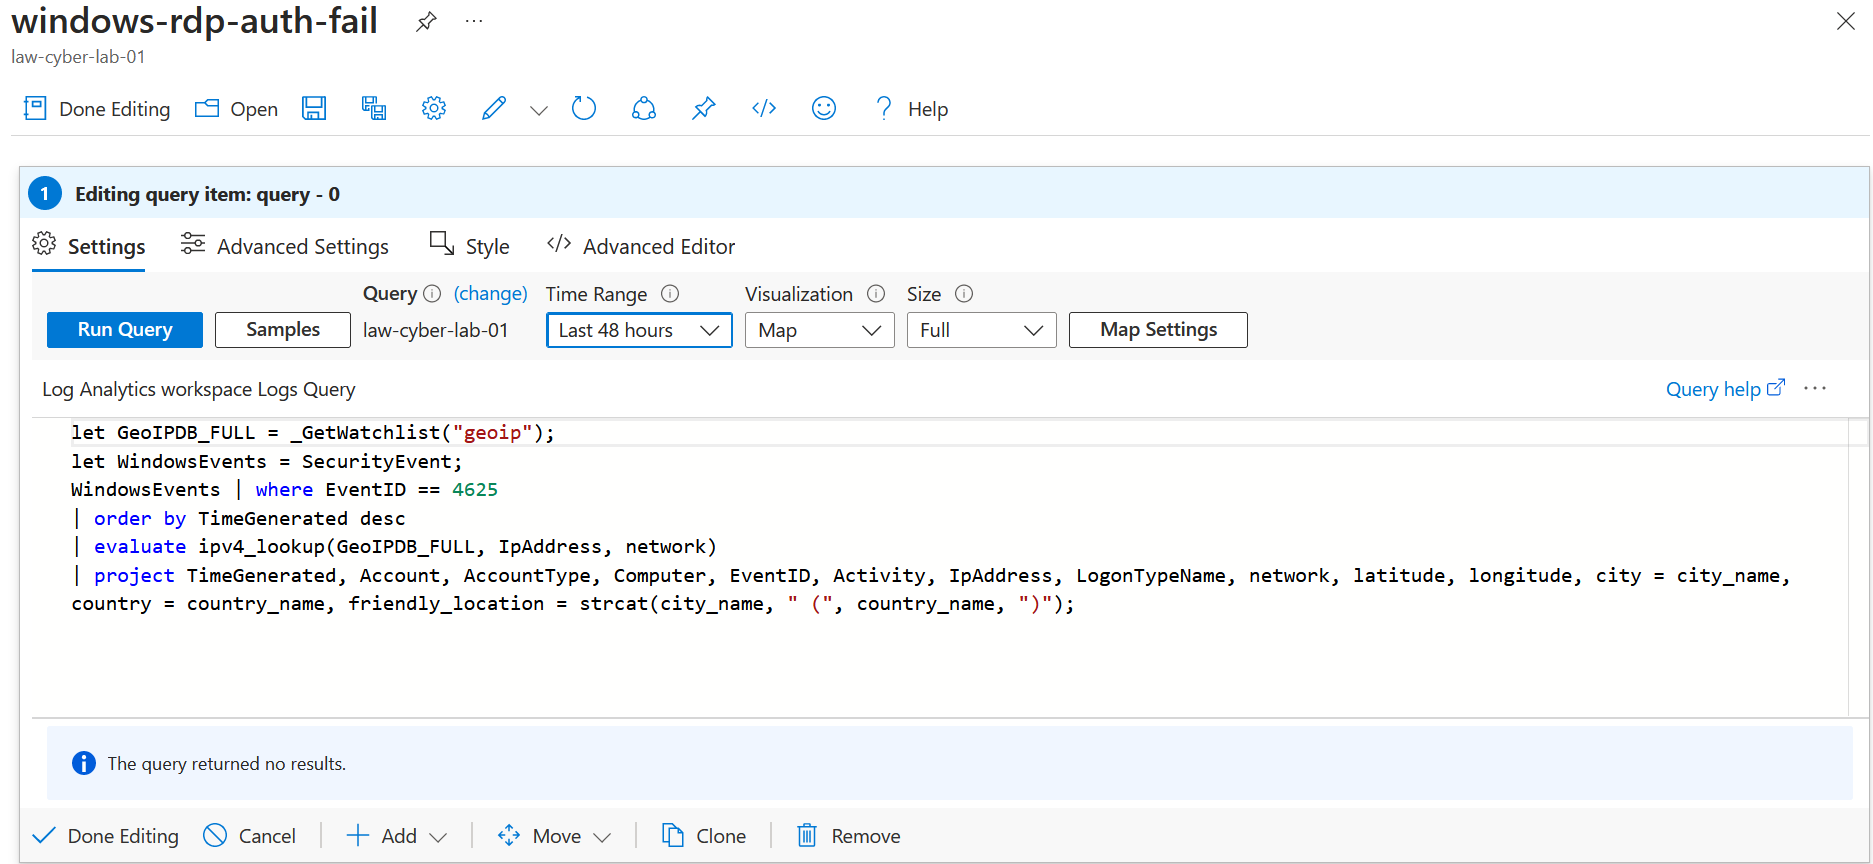 windows-rdp-auth-fail
law-cyber-lab-01
Done Editing Open Help
1 Editing query item: query - 0
Settings Advanced Settings Style Advanced Editor
Query (change) Time Range Visualization Size
Run Query Samples law-cyber-lab-01 Last 48 hours Map Full Map Settings
Log Analytics workspace Logs Query Query help
let GeoIPDB_FULL = _GetWatchlist("geoip");
let WindowsEvents = SecurityEvent;
WindowsEvents | where EventID == 4625
| order by TimeGenerated desc
| evaluate ipv4_lookup(GeoIPDB_FULL, IpAddress, network)
| project TimeGenerated, Account, AccountType, Computer, EventID, Activity, IpAddress, LogonTypeName, network, latitude, longitude, city = city_name,
country = country_name, friendly_location = strcat(city_name, " (", country_name, ")");
The query returned no results.
Done Editing Cancel Add Move Clone Remove